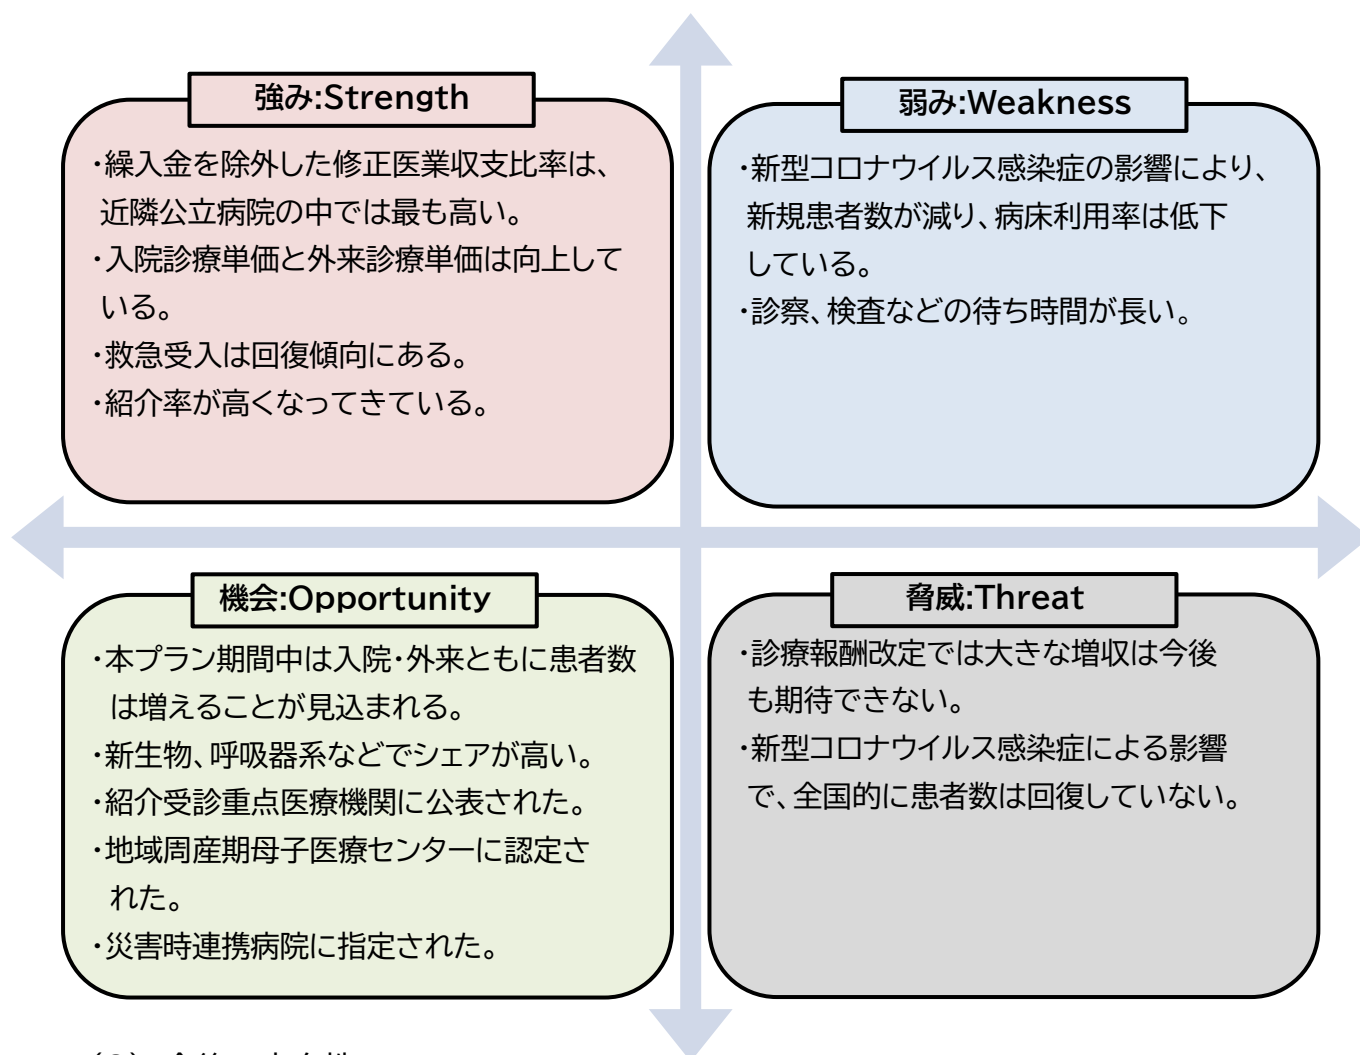 強み:Strength
・繰入金を除外した修正医業収支比率は、
近隣公立病院の中では最も高い。
・入院診療単価と外来診療単価は向上して
いる。
・救急受入は回復傾向にある。
・紹介率が高くなってきている。
弱み:Weakness
・新型コロナウイルス感染症の影響により、
新規患者数が減り、病床利用率は低下
している。
・診察、検査などの待ち時間が長い。
機会:Opportunity
・本プラン期間中は入院・外来ともに患者数
は増えることが見込まれる。
・新生物、呼吸器系などでシェアが高い。
・紹介受診重点医療機関に公表された。
・地域周産期母子医療センターに認定さ
れた。
・災害時連携病院に指定された。
脅威:Threat
・診療報酬改定では大きな増収は今後
も期待できない。
・新型コロナウイルス感染症による影響
で、全国的に患者数は回復していない。